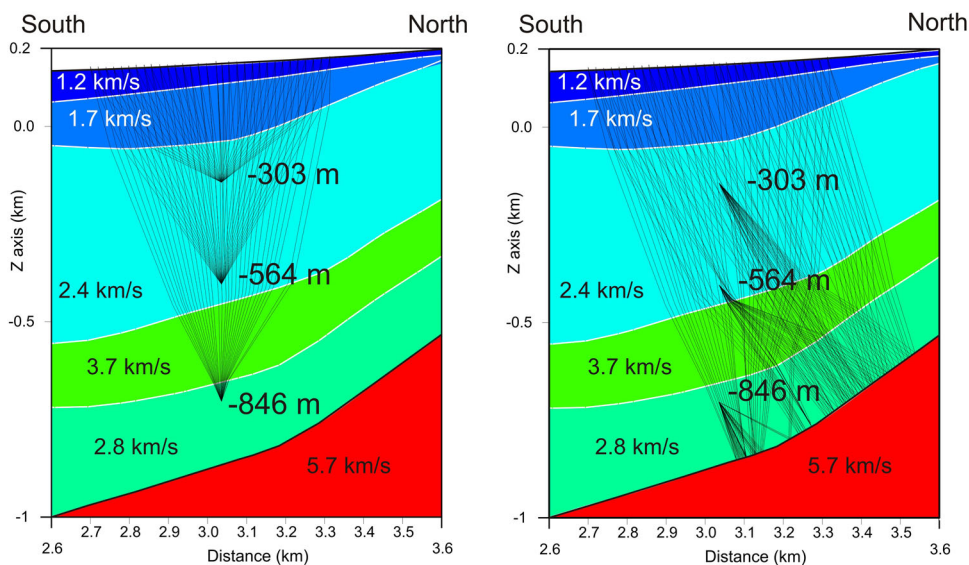 South
North
0.2
1.2 km/s
1.7 km/s
0.0
-303 m
Z axis (km)
-564 m
2.4 km/s
-0.5
3.7 km/s
-846 m
2.8 km/s
5.7 km/s
-1
2.7 2.8 2.9 3.0 3.1 3.2 3.3 3.4 3.5
2.6 Distance (km) 3.6
South
North
0.2
1.2 km/s
1.7 km/s
0.0
-303 m
Z axis (km)
-564 m
2.4 km/s
-0.5
3.7 km/s
-846 m
2.8 km/s
5.7 km/s
-1
2.7 2.8 2.9 3.0 3.1 3.2 3.3 3.4 3.5
2.6 Distance (km) 3.6